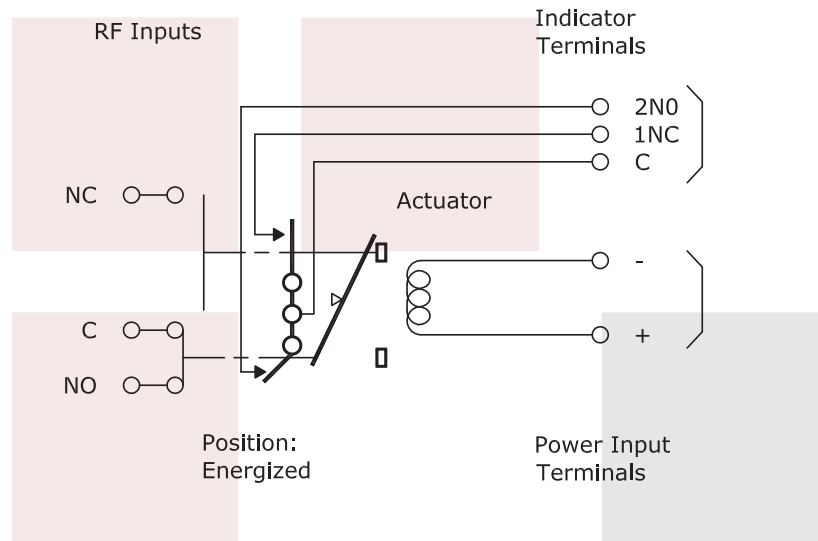 RF Inputs
Indicator
Terminals
2N0
1NC
C
NC
Actuator
-
C
+
NO
Position:
Energized
Power Input
Terminals